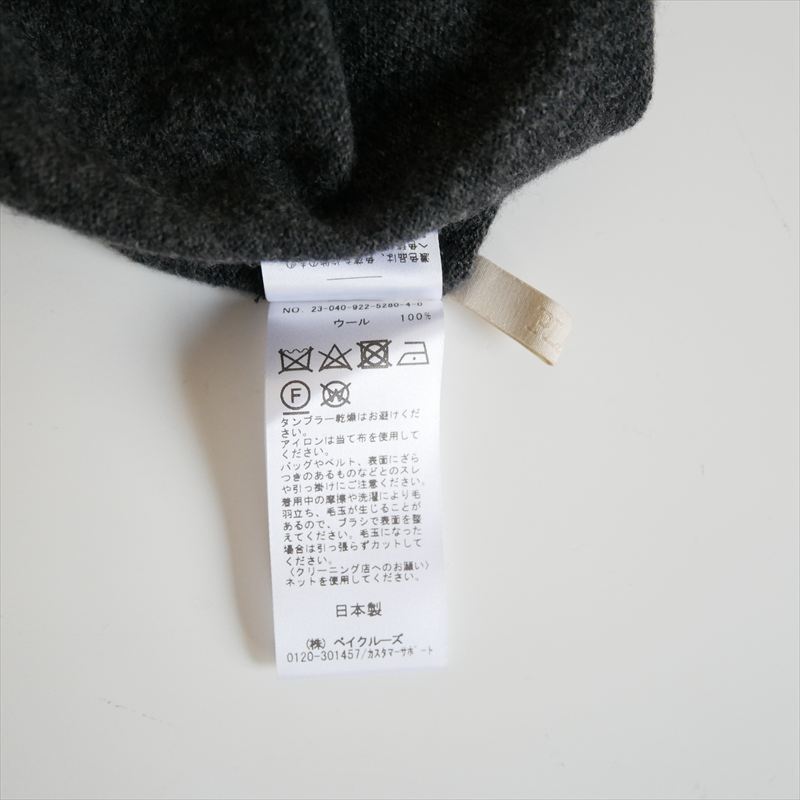 濃色品は、
NO. 23-040-922-5280-4-0
ウール 100%
F
W
タンブラー乾燥はお避けくだ
さい。
アイロンは当て布を使用して
ください。
バッグやベルト、表面にざら
つきのあるものなどとのスレ
や引っ掛けにご注意ください。
着用中の摩擦や洗濯により毛
羽立ち、毛玉が生じることが
あるので、ブラシで表面を整
えてください。毛玉になった
場合は引っ張らずカットして
ください。
〈クリーニング店へのお願い〉
ネットを使用してください。
日本製
(株) ベイクルーズ
0120-301457/カスタマーサポート